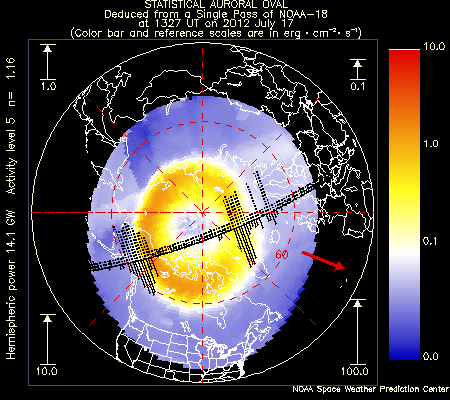 STATISTICAL AURORAL OVAL
Deduced from a Single Pass of NOAA-18
at 1327 UT on 2012 July 17
(Color bar and reference scales are in erg · cm⁻² · s⁻¹)
Hemispheric power 14.1 GW Activity level 5 n= 1.16
1.0
0.1
10.0
1.0
0.1
0.0
60
10.0
100.0
NOAA Space Weather Prediction Center